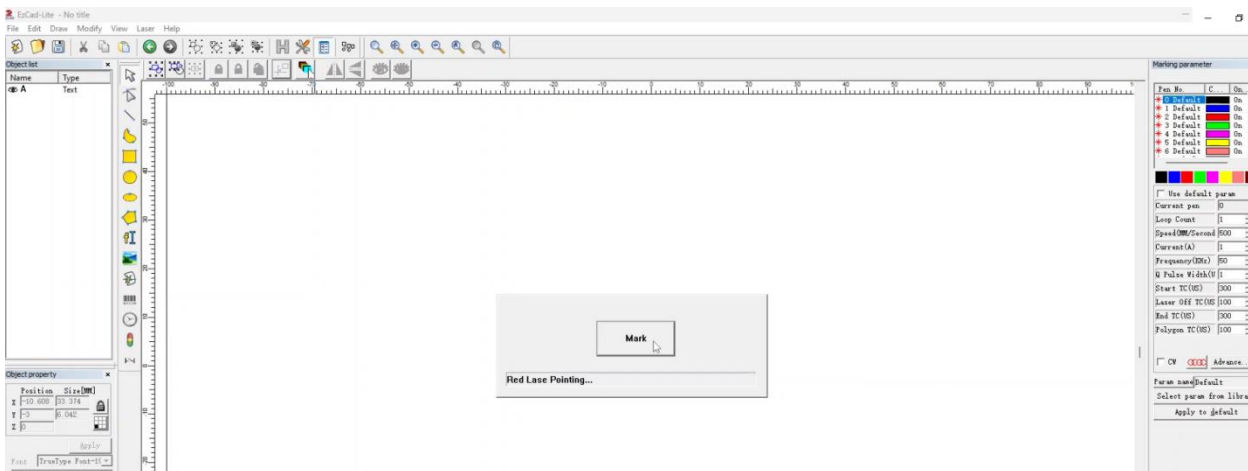 EzCad-Lite - No title
File Edit Draw Modify View Laser Help
Object list
Name Type
A Text
Marking parameter
Pen No. C... On...
0 Default On
1 Default On
2 Default On
3 Default On
4 Default On
5 Default On
6 Default On
Use default param
Current pen 0
Loop Count 1
Speed(MM/Second 500
Current(A) 1
Frequency(KHz) 50
Q Pulse Width(U 1
Start TC(US) 300
Laser Off TC(US 100
End TC(US) 300
Polygon TC(US) 100
CW Advance.
Param name Default
Select param from libra
Apply to default
Mark
Red Lase Pointing...
Object property
Position Size[MM]
X -10.608 33.374
Y -3 6.042
Z 0
Apply
Font TrueType Font-1